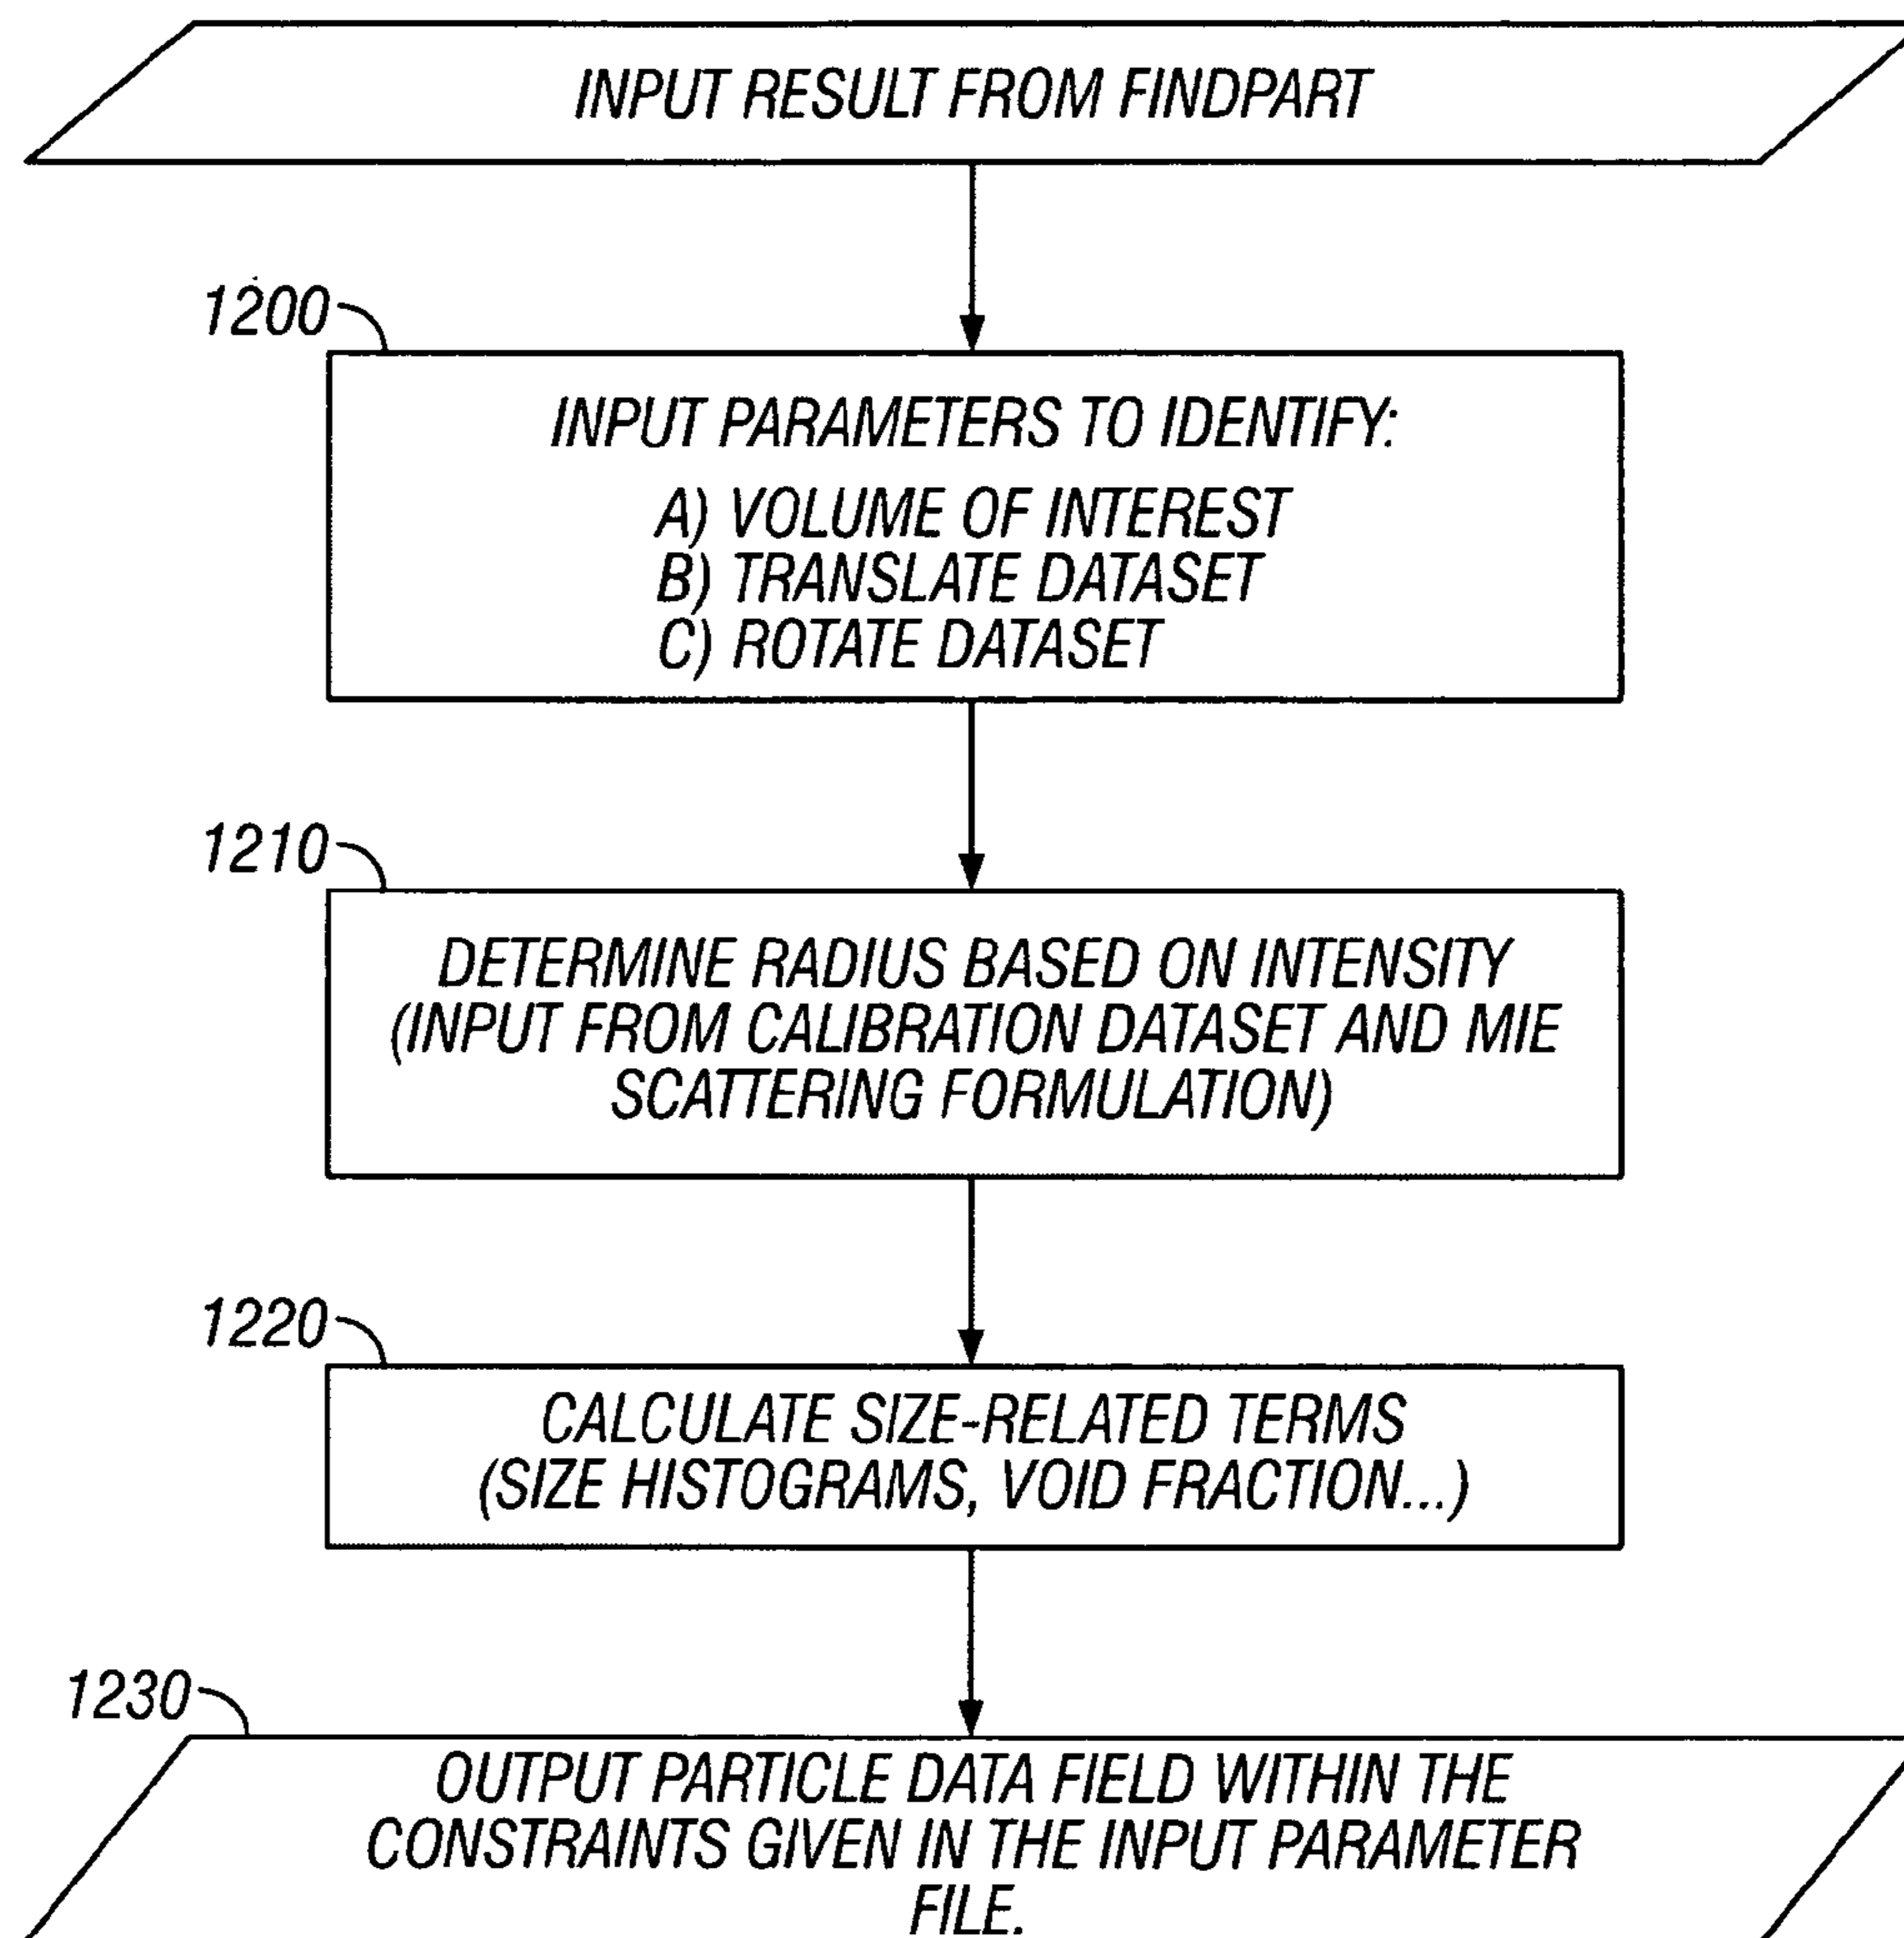 INPUT RESULT FROM FINDPART
1200
INPUT PARAMETERS TO IDENTIFY:
A) VOLUME OF INTEREST
B) TRANSLATE DATASET
C) ROTATE DATASET
1210
DETERMINE RADIUS BASED ON INTENSITY
(INPUT FROM CALIBRATION DATASET AND MIE
SCATTERING FORMULATION)
1220
CALCULATE SIZE-RELATED TERMS
(SIZE HISTOGRAMS, VOID FRACTION...)
1230
OUTPUT PARTICLE DATA FIELD WITHIN THE
CONSTRAINTS GIVEN IN THE INPUT PARAMETER
FILE.